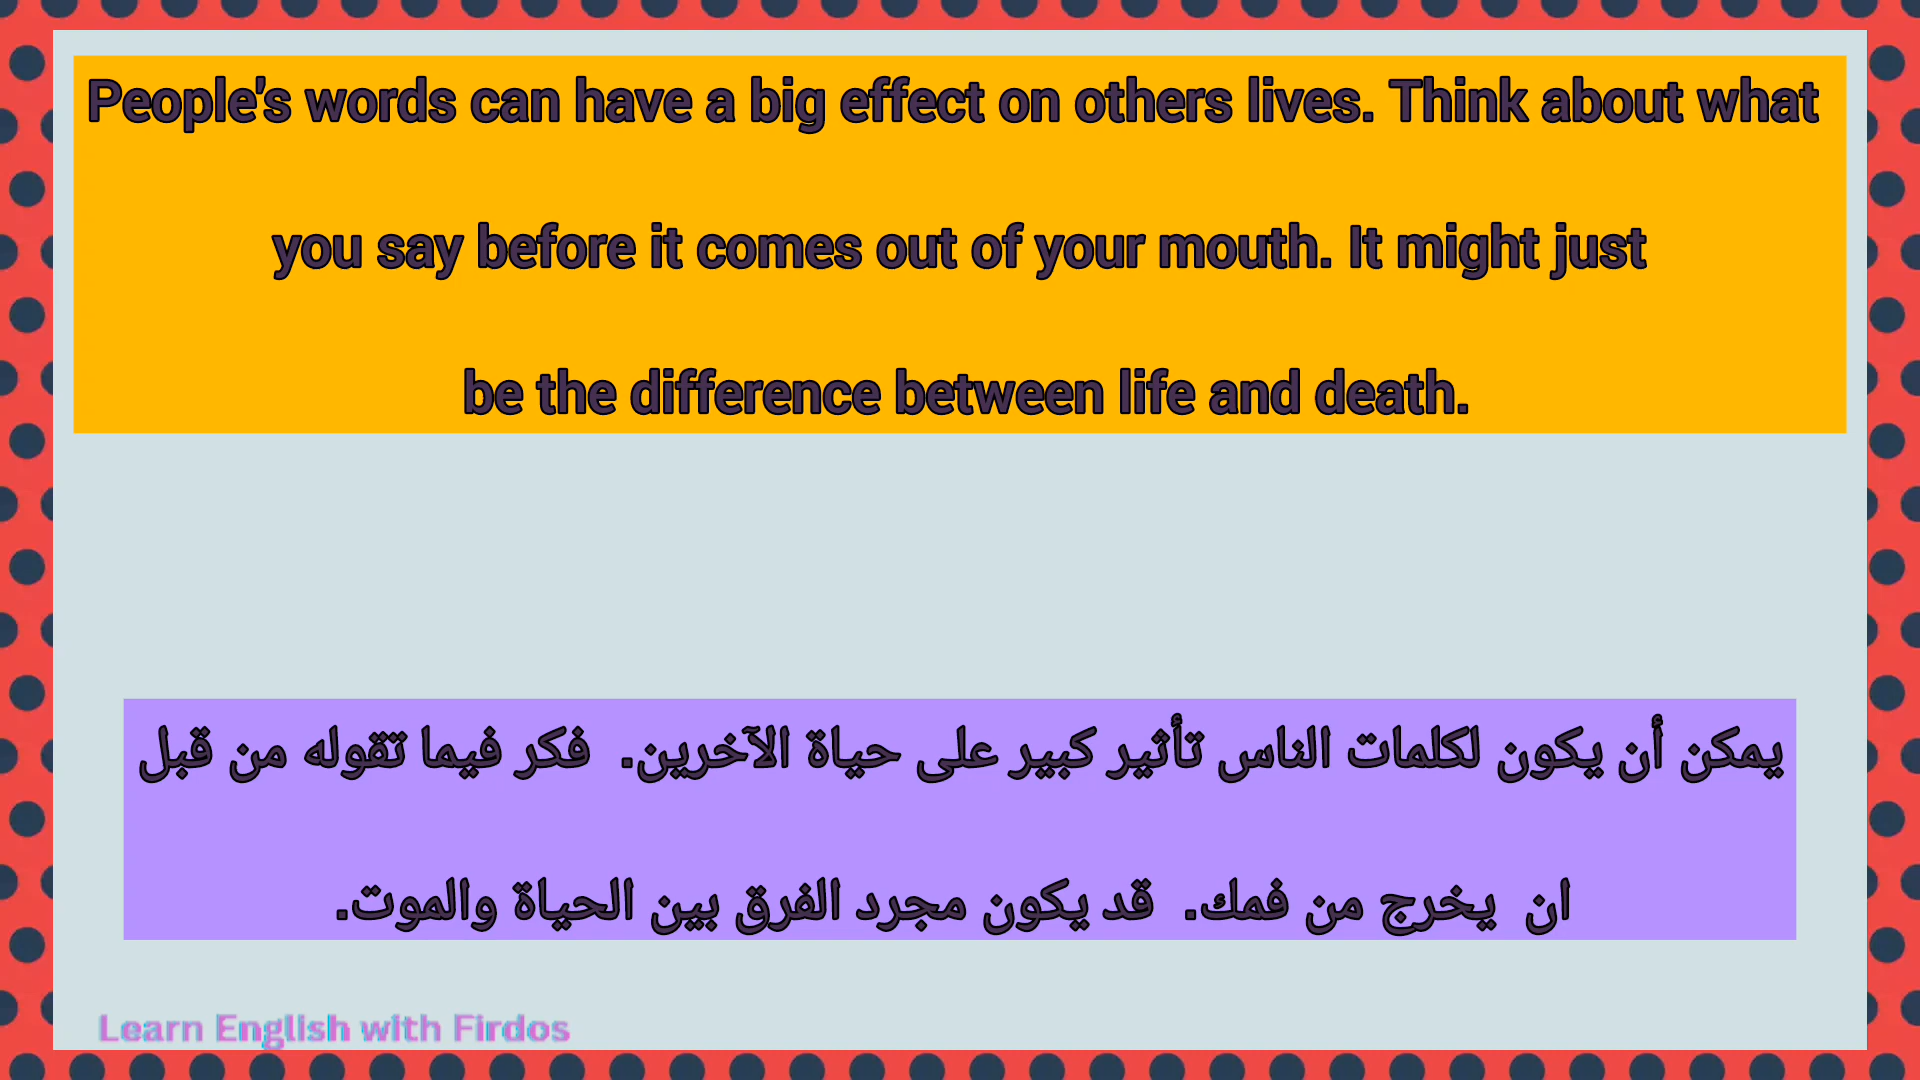 People's words can have a big effect on others lives. Think about what
you say before it comes out of your mouth. It might just
be the difference between life and death.
يمكن أن يكون لكلمات الناس تأثير كبير على حياة الآخرين. فكر فيما تقوله من قبل
ان يخرج من فمك. قد يكون مجرد الفرق بين الحياة والموت.
Learn English with Firdos